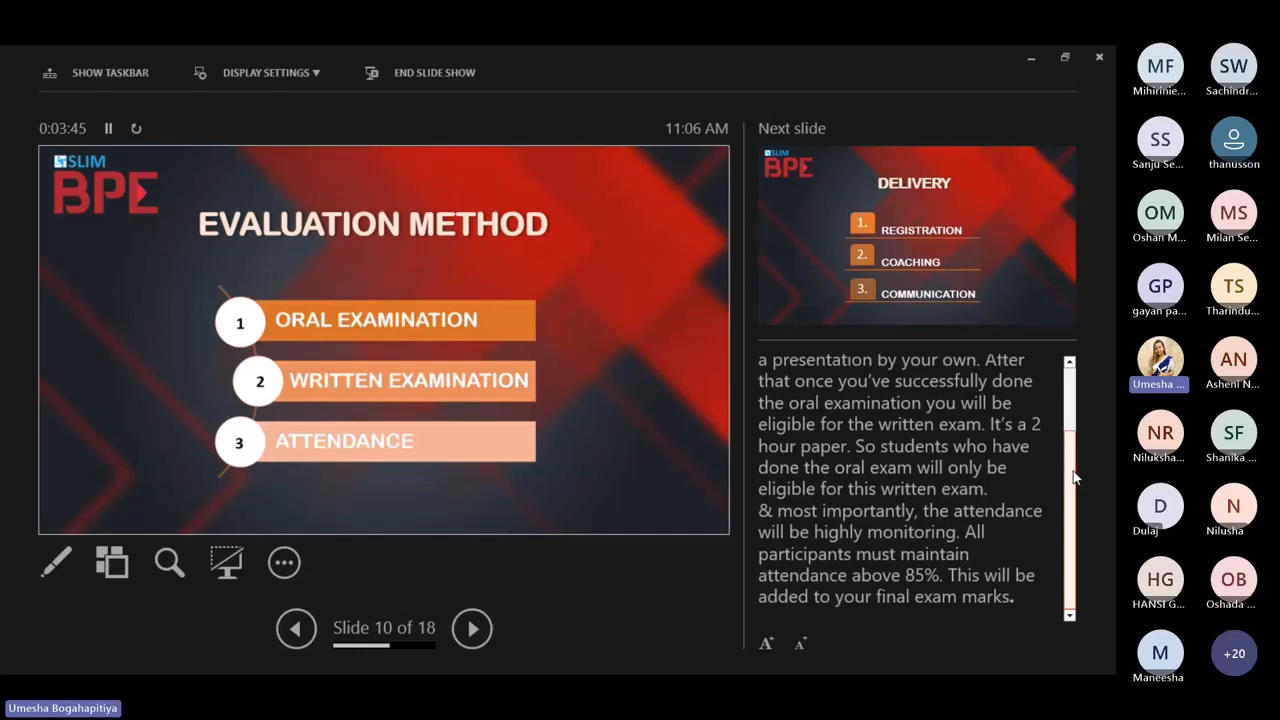 SHOW TASKBAR
DISPLAY SETTINGS ▼
END SLIDE SHOW
0:03:45
11:06 AM
SLIM
BPE
EVALUATION METHOD
1 ORAL EXAMINATION
2 WRITTEN EXAMINATION
3 ATTENDANCE
Slide 10 of 18
Next slide
SLIM
BPE
DELIVERY
1. REGISTRATION
2. COACHING
3. COMMUNICATION
a presentation by your own. After
that once you've successfully done
the oral examination you will be
eligible for the written exam. It's a 2
hour paper. So students who have
done the oral exam will only be
eligible for this written exam.
& most importantly, the attendance
will be highly monitoring. All
participants must maintain
attendance above 85%. This will be
added to your final exam marks.
A A
MF
Mihirinie...
SW
Sachindr...
SS
Sanju Se...
thanusson
OM
Oshan M...
MS
Milan Se...
GP
gayan pa...
TS
Tharindu...
Umesha ...
AN
Asheni N...
NR
Niluksha...
SF
Shanika ...
D
Dulaj
N
Nilusha
HG
HANSI G...
OB
Oshada ...
M
Maneesha
+20
Umesha Bogahapitiya